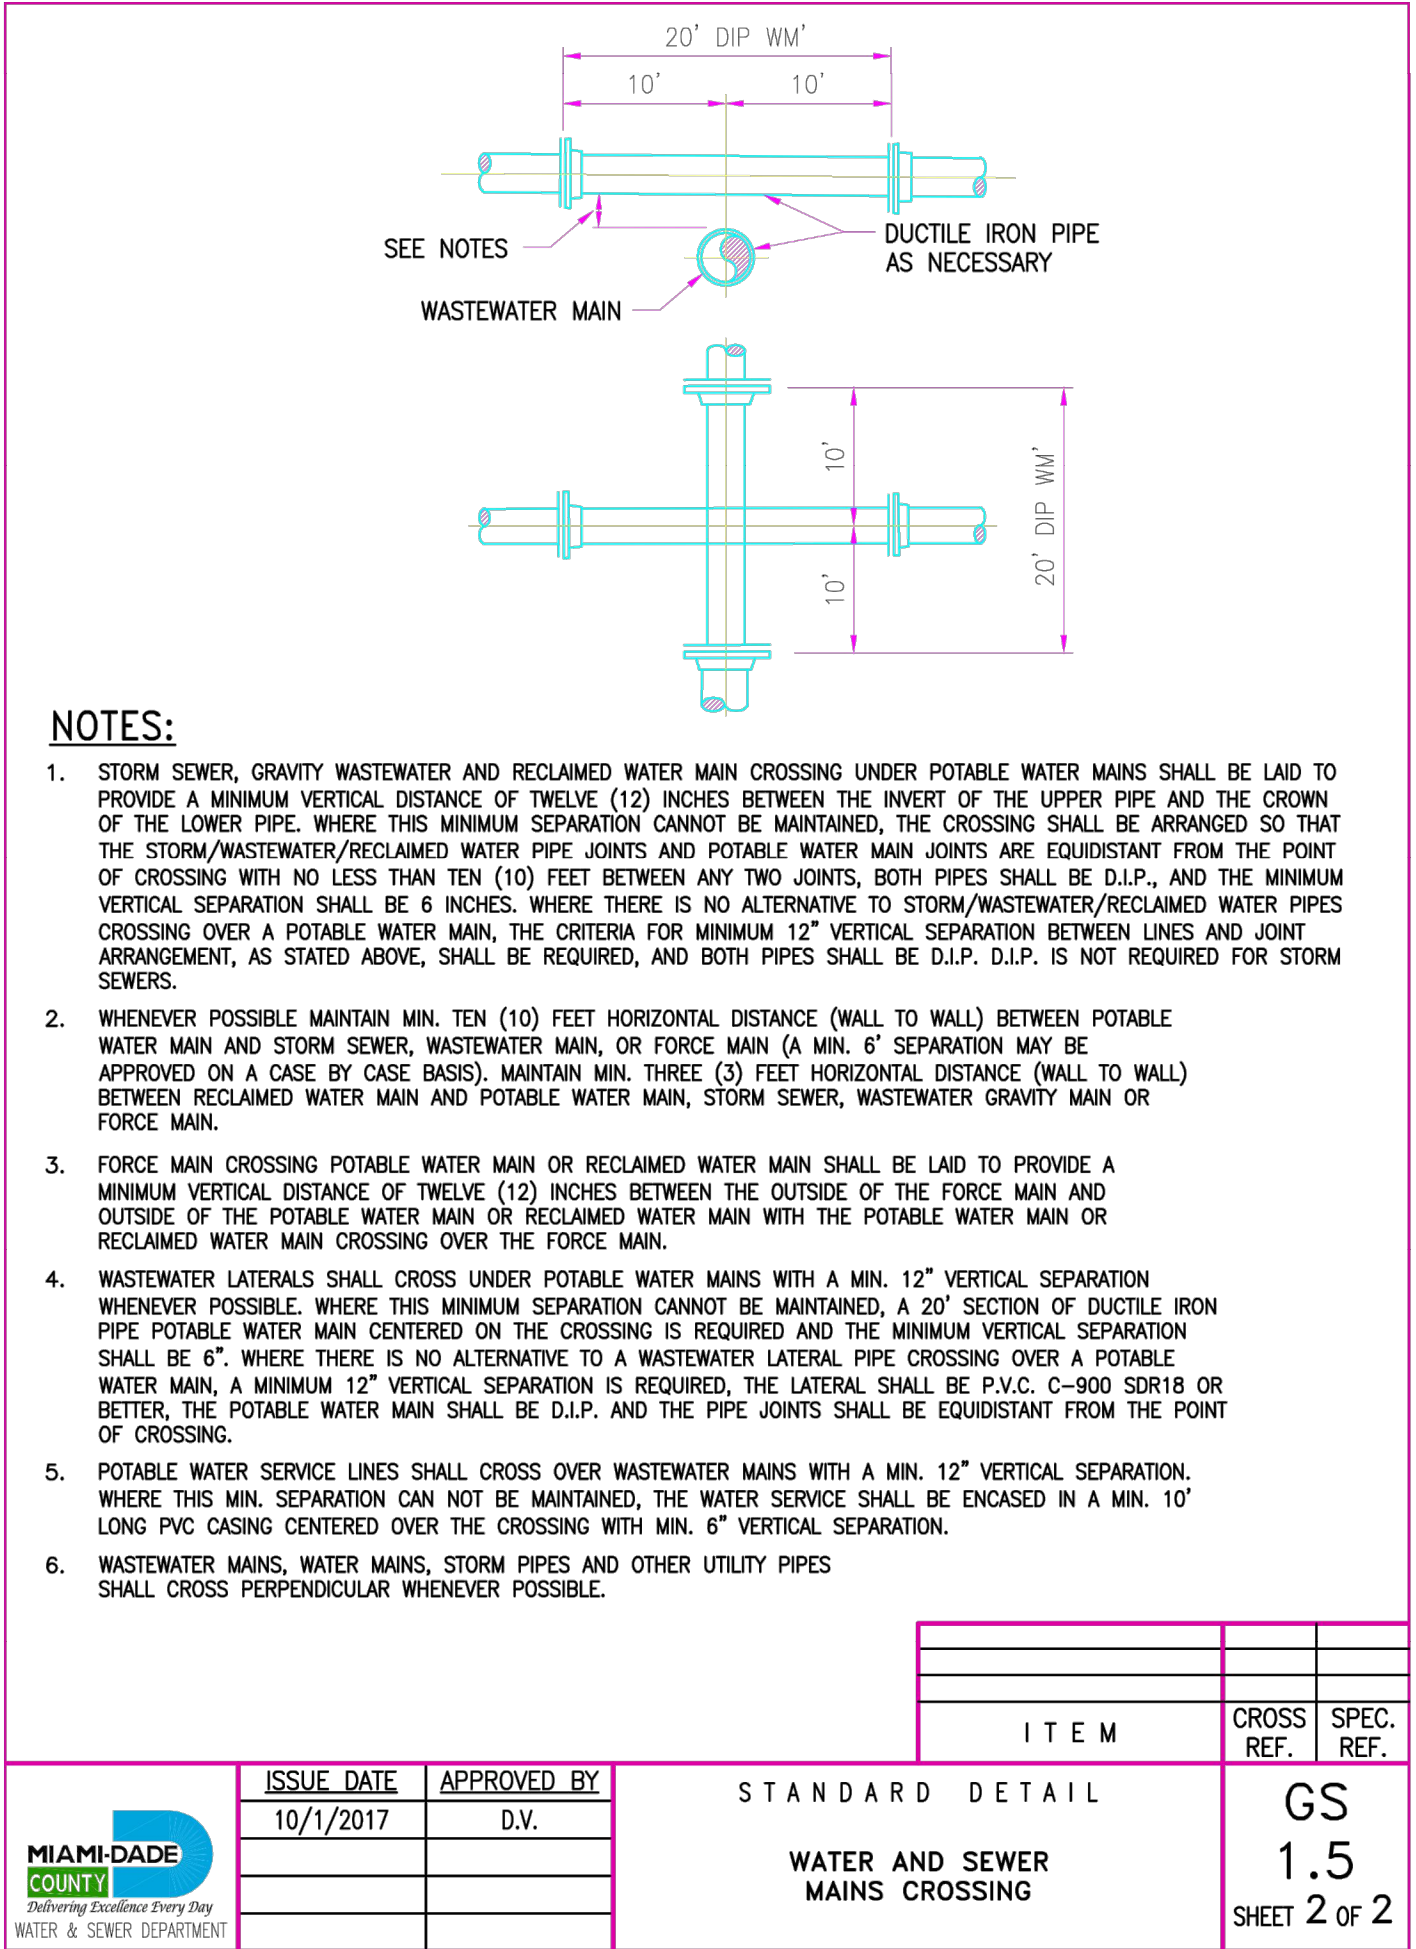 20' DIP WM'
10' 10'
SEE NOTES
DUCTILE IRON PIPE
AS NECESSARY
WASTEWATER MAIN
10'
20' DIP WM'
10'
NOTES:
1. STORM SEWER, GRAVITY WASTEWATER AND RECLAIMED WATER MAIN CROSSING UNDER POTABLE WATER MAINS SHALL BE LAID TO
PROVIDE A MINIMUM VERTICAL DISTANCE OF TWELVE (12) INCHES BETWEEN THE INVERT OF THE UPPER PIPE AND THE CROWN
OF THE LOWER PIPE. WHERE THIS MINIMUM SEPARATION CANNOT BE MAINTAINED, THE CROSSING SHALL BE ARRANGED SO THAT
THE STORM/WASTEWATER/RECLAIMED WATER PIPE JOINTS AND POTABLE WATER MAIN JOINTS ARE EQUIDISTANT FROM THE POINT
OF CROSSING WITH NO LESS THAN TEN (10) FEET BETWEEN ANY TWO JOINTS, BOTH PIPES SHALL BE D.I.P., AND THE MINIMUM
VERTICAL SEPARATION SHALL BE 6 INCHES. WHERE THERE IS NO ALTERNATIVE TO STORM/WASTEWATER/RECLAIMED WATER PIPES
CROSSING OVER A POTABLE WATER MAIN, THE CRITERIA FOR MINIMUM 12" VERTICAL SEPARATION BETWEEN LINES AND JOINT
ARRANGEMENT, AS STATED ABOVE, SHALL BE REQUIRED, AND BOTH PIPES SHALL BE D.I.P. D.I.P. IS NOT REQUIRED FOR STORM
SEWERS.
2. WHENEVER POSSIBLE MAINTAIN MIN. TEN (10) FEET HORIZONTAL DISTANCE (WALL TO WALL) BETWEEN POTABLE
WATER MAIN AND STORM SEWER, WASTEWATER MAIN, OR FORCE MAIN (A MIN. 6' SEPARATION MAY BE
APPROVED ON A CASE BY CASE BASIS). MAINTAIN MIN. THREE (3) FEET HORIZONTAL DISTANCE (WALL TO WALL)
BETWEEN RECLAIMED WATER MAIN AND POTABLE WATER MAIN, STORM SEWER, WASTEWATER GRAVITY MAIN OR
FORCE MAIN.
3. FORCE MAIN CROSSING POTABLE WATER MAIN OR RECLAIMED WATER MAIN SHALL BE LAID TO PROVIDE A
MINIMUM VERTICAL DISTANCE OF TWELVE (12) INCHES BETWEEN THE OUTSIDE OF THE FORCE MAIN AND
OUTSIDE OF THE POTABLE WATER MAIN OR RECLAIMED WATER MAIN WITH THE POTABLE WATER MAIN OR
RECLAIMED WATER MAIN CROSSING OVER THE FORCE MAIN.
4. WASTEWATER LATERALS SHALL CROSS UNDER POTABLE WATER MAINS WITH A MIN. 12" VERTICAL SEPARATION
WHENEVER POSSIBLE. WHERE THIS MINIMUM SEPARATION CANNOT BE MAINTAINED, A 20' SECTION OF DUCTILE IRON
PIPE POTABLE WATER MAIN CENTERED ON THE CROSSING IS REQUIRED AND THE MINIMUM VERTICAL SEPARATION
SHALL BE 6". WHERE THERE IS NO ALTERNATIVE TO A WASTEWATER LATERAL PIPE CROSSING OVER A POTABLE
WATER MAIN, A MINIMUM 12" VERTICAL SEPARATION IS REQUIRED, THE LATERAL SHALL BE P.V.C. C-900 SDR18 OR
BETTER, THE POTABLE WATER MAIN SHALL BE D.I.P. AND THE PIPE JOINTS SHALL BE EQUIDISTANT FROM THE POINT
OF CROSSING.
5. POTABLE WATER SERVICE LINES SHALL CROSS OVER WASTEWATER MAINS WITH A MIN. 12" VERTICAL SEPARATION.
WHERE THIS MIN. SEPARATION CAN NOT BE MAINTAINED, THE WATER SERVICE SHALL BE ENCASED IN A MIN. 10'
LONG PVC CASING CENTERED OVER THE CROSSING WITH MIN. 6" VERTICAL SEPARATION.
6. WASTEWATER MAINS, WATER MAINS, STORM PIPES AND OTHER UTILITY PIPES
SHALL CROSS PERPENDICULAR WHENEVER POSSIBLE.
ITEM
CROSS
REF.
SPEC.
REF.
MIAMI-DADE
COUNTY
Delivering Excellence Every Day
WATER & SEWER DEPARTMENT
ISSUE DATE APPROVED BY
10/1/2017 D.V.
STANDARD DETAIL
WATER AND SEWER
MAINS CROSSING
GS
1.5
SHEET 2 OF 2